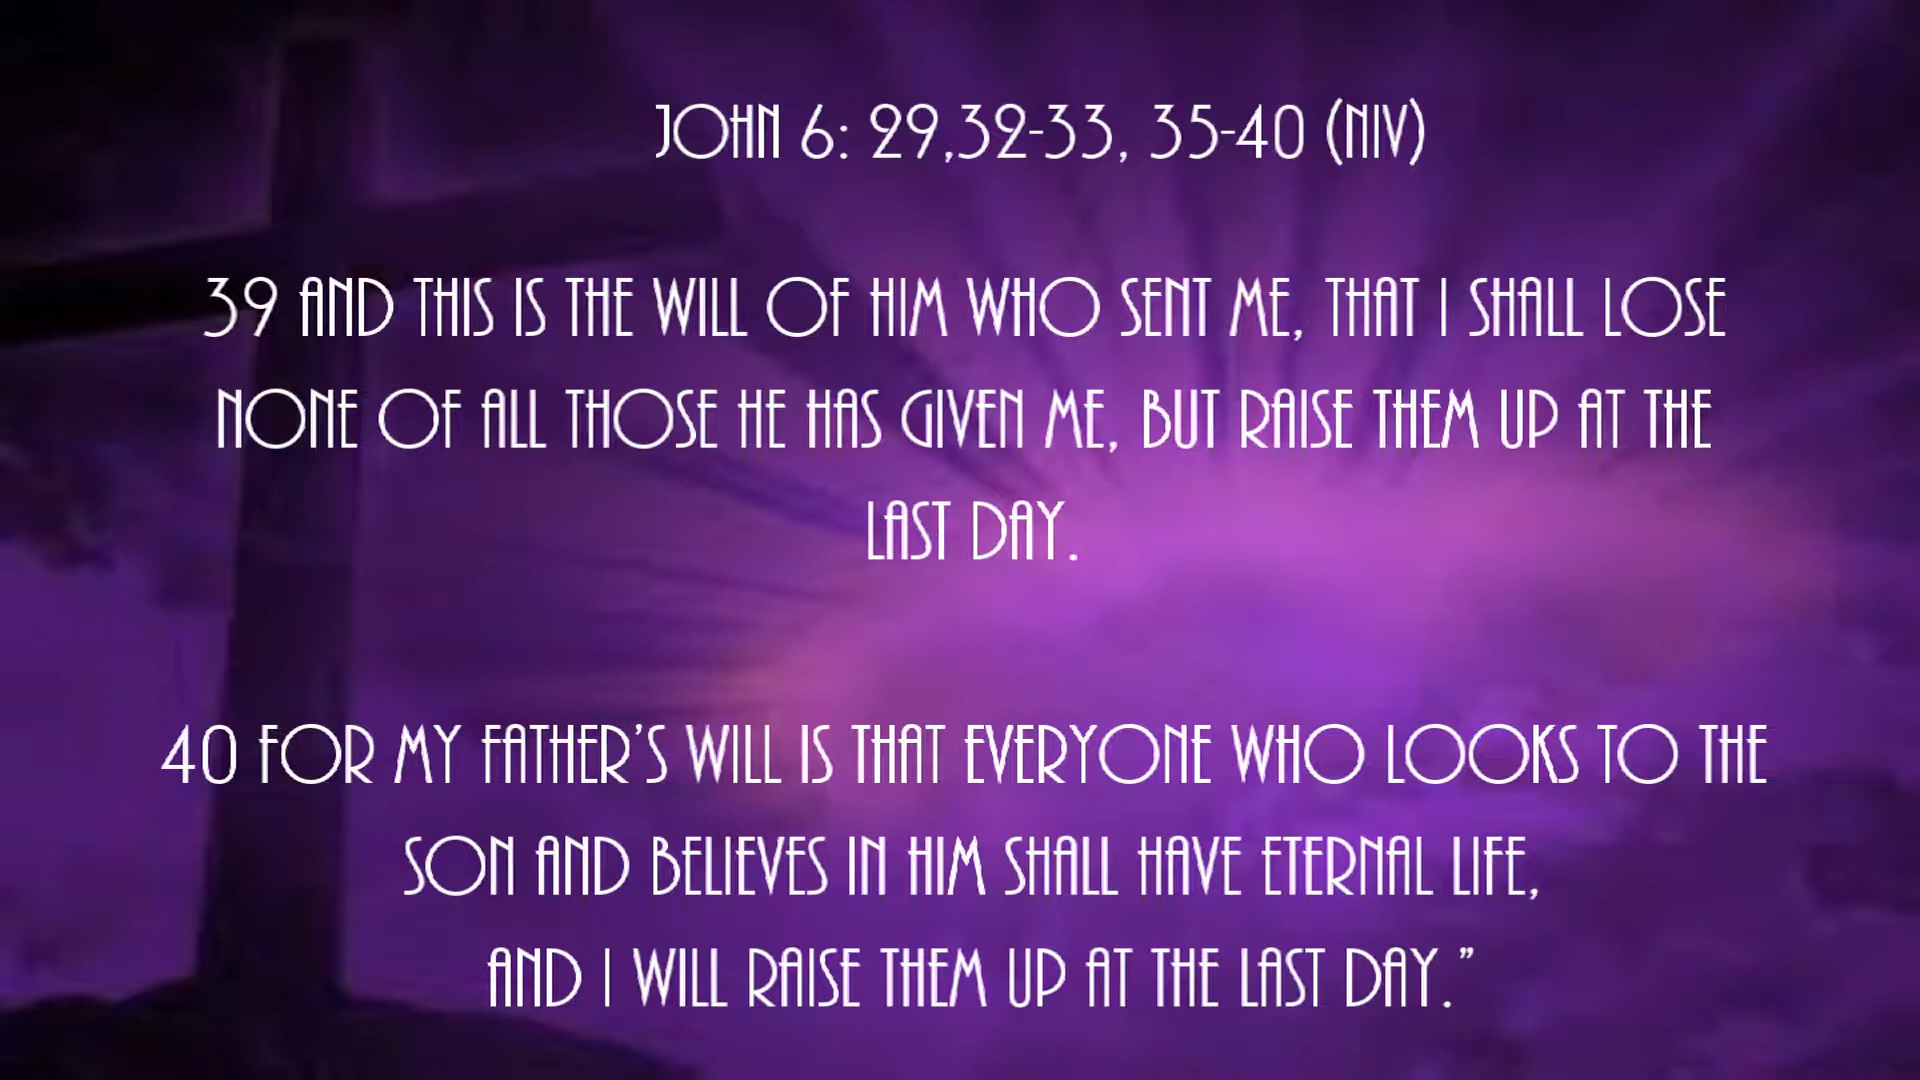 JOHN 6: 29,32-33, 35-40 (NIV)
39 AND THIS IS THE WILL OF HIM WHO SENT ME, THAT I SHALL LOSE
NONE OF ALL THOSE HE HAS GIVEN ME, BUT RAISE THEM UP AT THE
LAST DAY.
40 FOR MY FATHER’S WILL IS THAT EVERYONE WHO LOOKS TO THE
SON AND BELIEVES IN HIM SHALL HAVE ETERNAL LIFE,
AND I WILL RAISE THEM UP AT THE LAST DAY.”